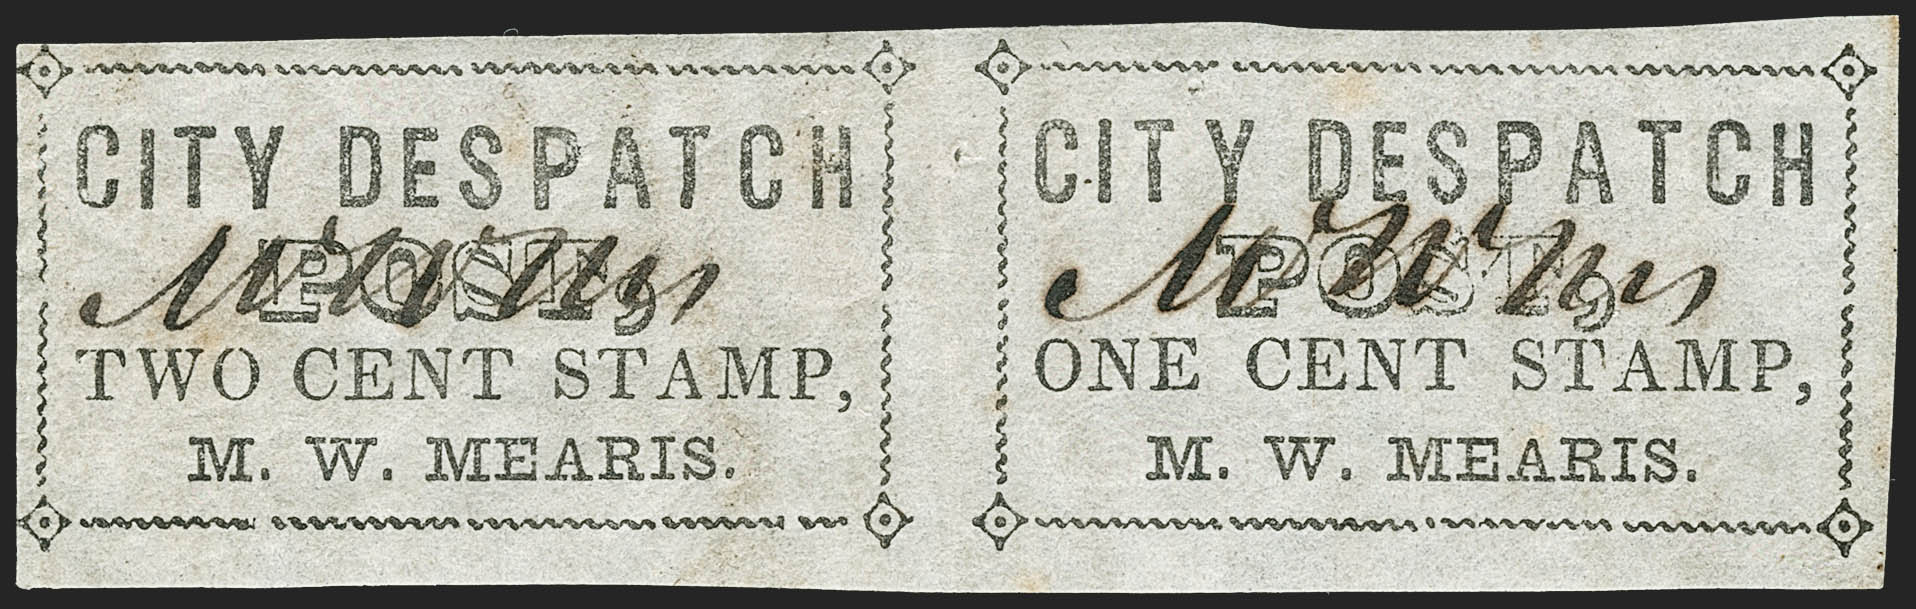 CITY DESPATCH
POST,
TWO CENT STAMP,
M. W. MEARIS.
CITY DESPATCH
POST,
ONE CENT STAMP,
M. W. MEARIS.